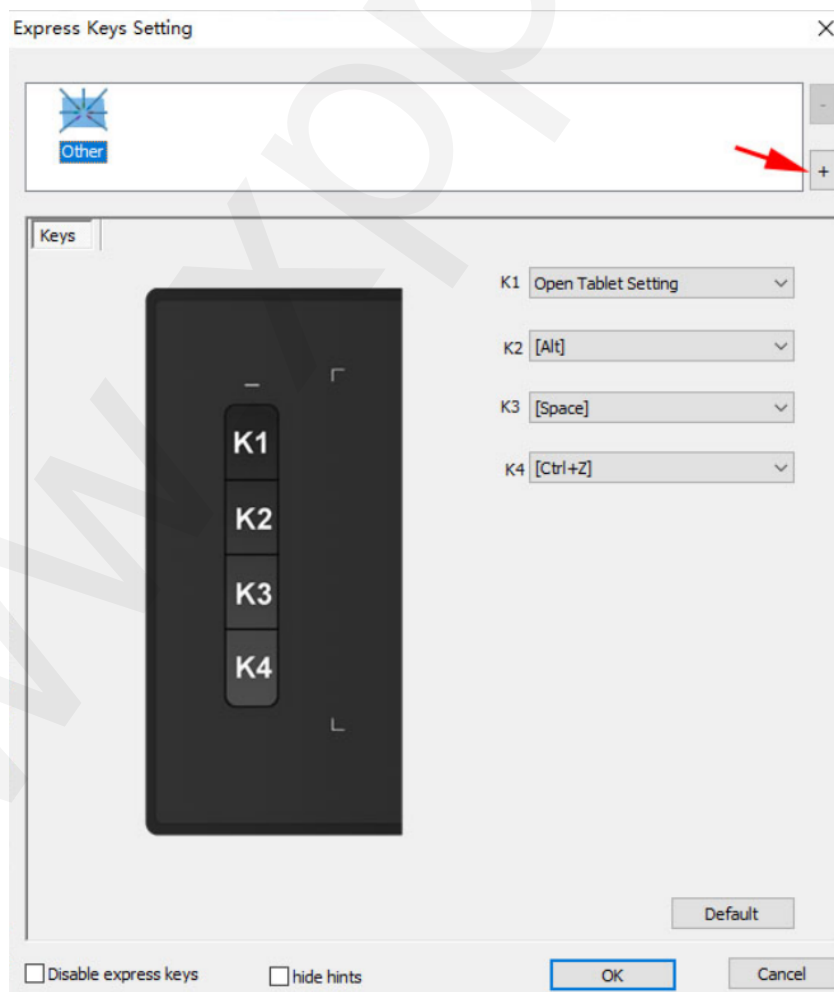 Express Keys Setting
Other
-
+
Keys
K1 Open Tablet Setting
K2 [Alt]
K3 [Space]
K4 [Ctrl+Z]
K1
K2
K3
K4
Default
Disable express keys
hide hints
OK
Cancel